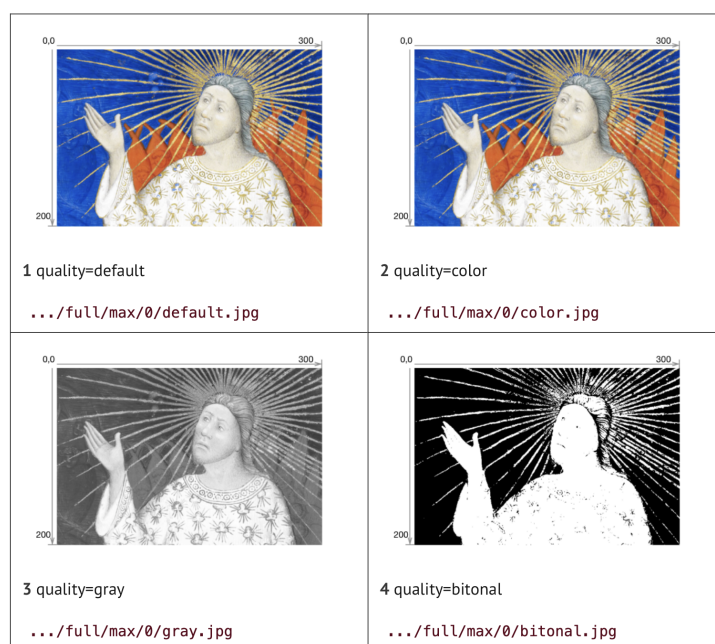 0,0 300
200
1 quality=default
.../full/max/0/default.jpg
0,0 300
200
2 quality=color
.../full/max/0/color.jpg
0,0 300
200
3 quality=gray
.../full/max/0/gray.jpg
0,0 300
200
4 quality=bitonal
.../full/max/0/bitonal.jpg